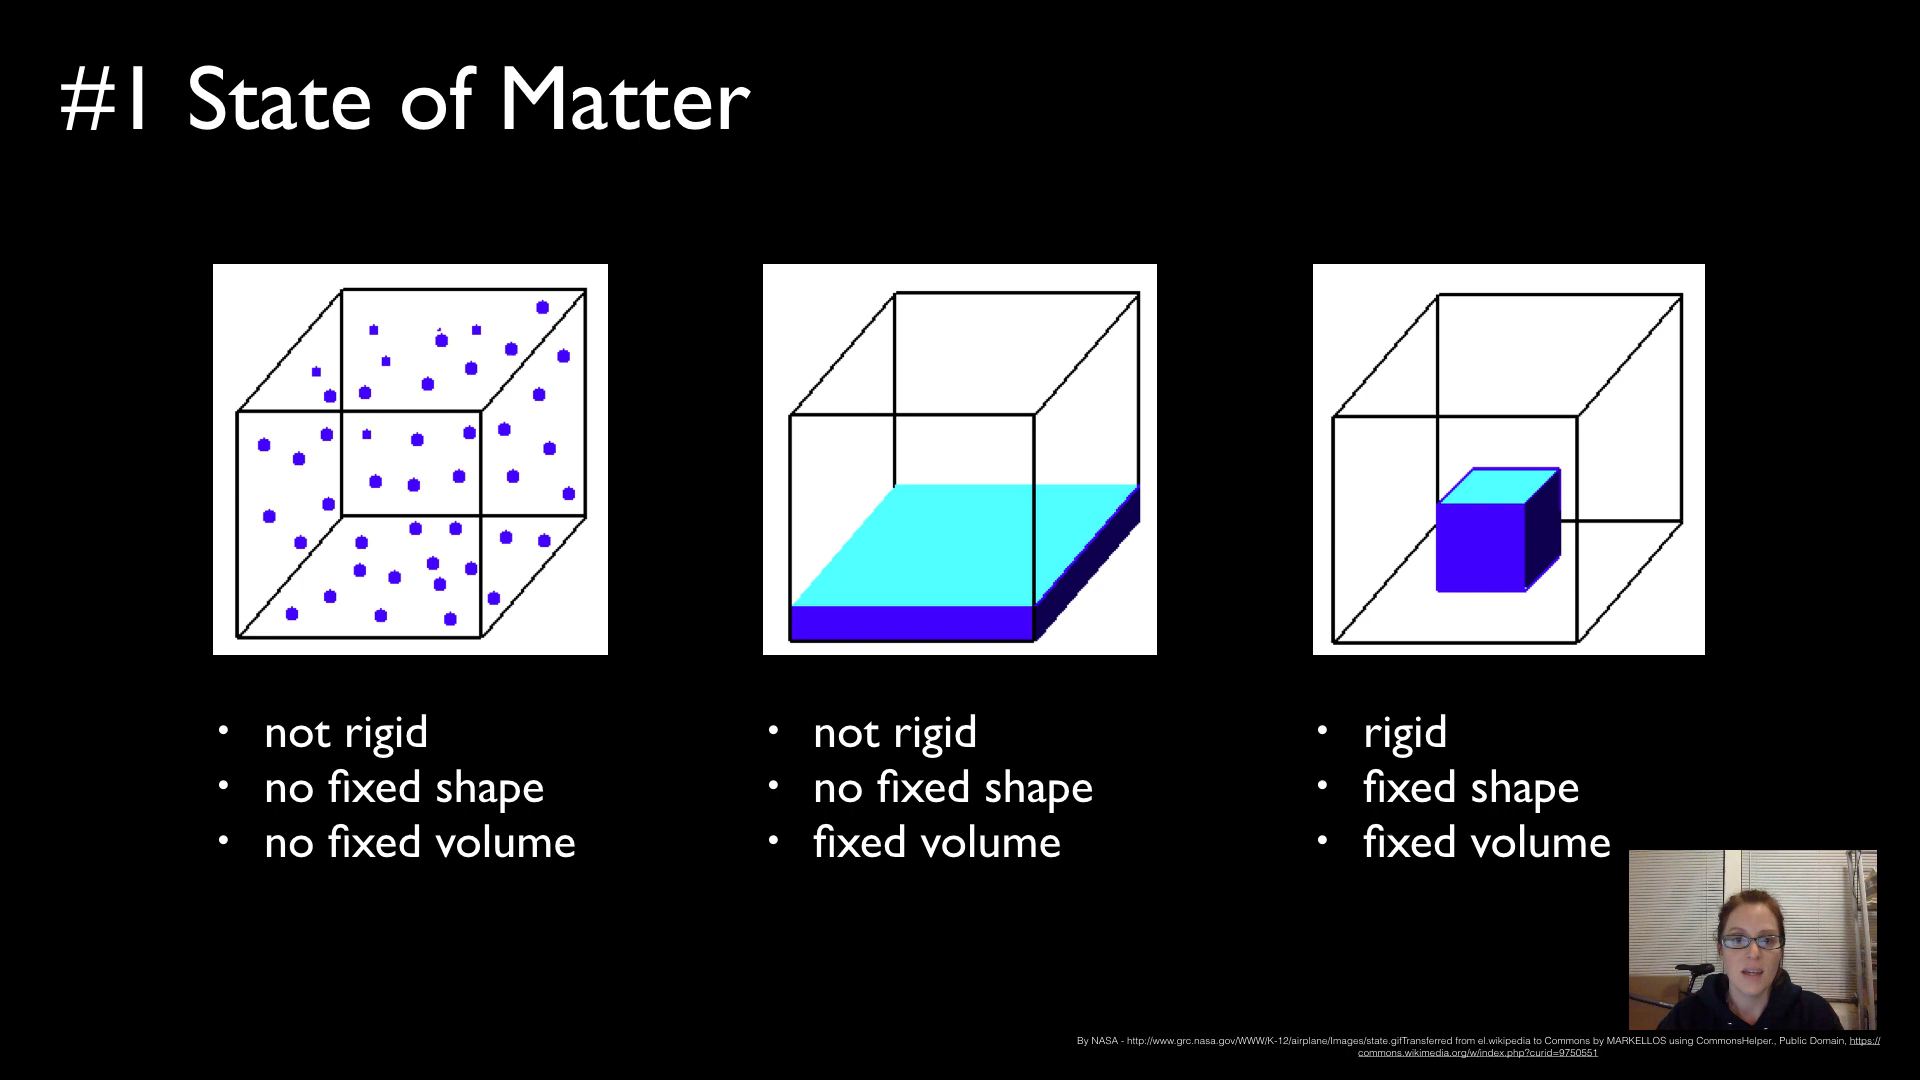 #1 State of Matter
• not rigid
• no fixed shape
• no fixed volume
• not rigid
• no fixed shape
• fixed volume
• rigid
• fixed shape
• fixed volume
By NASA - http://www.grc.nasa.gov/WWW/K-12/airplane/Images/state.gifTransferred from el.wikipedia to Commons by MARKELLOS using CommonsHelper., Public Domain, https://
commons.wikimedia.org/w/index.php?curid=9750551